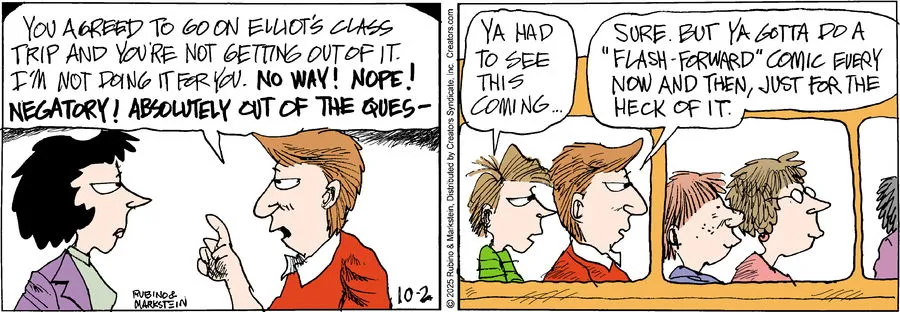 YOU AGREED TO GO ON ELLIOT'S CLASS
TRIP AND YOU'RE NOT GETTING OUT OF IT.
I'M NOT DOING IT FOR YOU. NO WAY! NOPE!
NEGATORY! ABSOLUTELY OUT OF THE QUES-
RUBINO &
MARKSTEIN
10-2
© 2025 Rubino & Markstein, Distributed by Creators Syndicate, Inc. Creators.com
YA HAD
TO SEE
THIS
COMING...
SURE. BUT YA GOTTA DO A
"FLASH-FORWARD" COMIC EVERY
NOW AND THEN, JUST FOR THE
HECK OF IT.